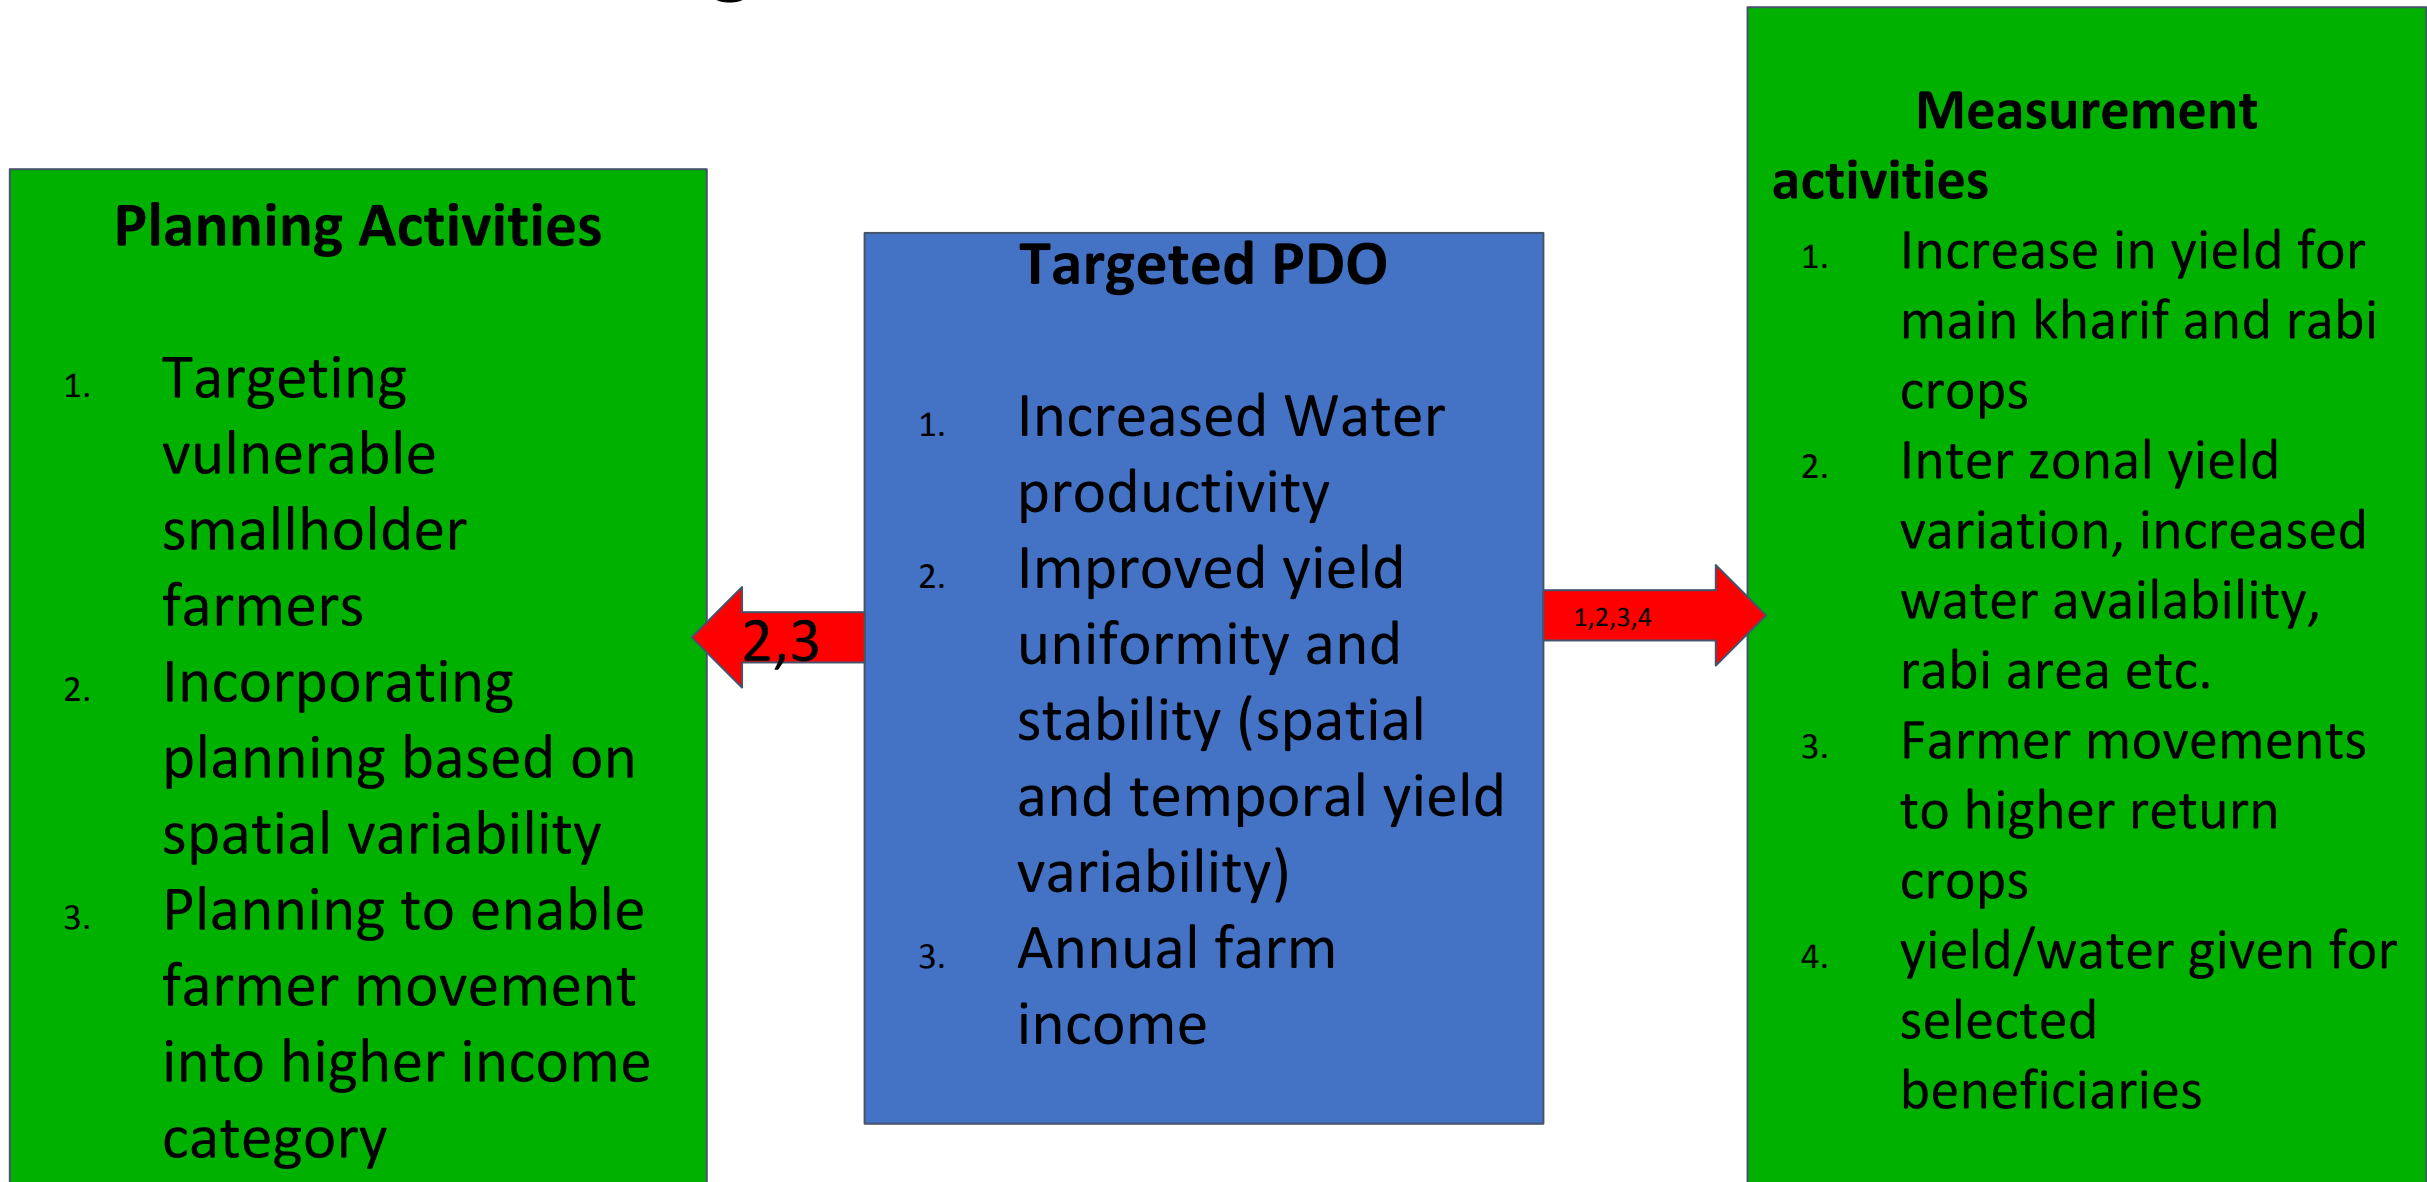 Planning Activities
1. Targeting
vulnerable
smallholder
farmers
2. Incorporating
planning based on
spatial variability
3. Planning to enable
farmer movement
into higher income
category
2,3
Targeted PDO
1. Increased Water
productivity
2. Improved yield
uniformity and
stability (spatial
and temporal yield
variability)
3. Annual farm
income
1,2,3,4
Measurement
activities
1. Increase in yield for
main kharif and rabi
crops
2. Inter zonal yield
variation, increased
water availability,
rabi area etc.
3. Farmer movements
to higher return
crops
4. yield/water given for
selected
beneficiaries